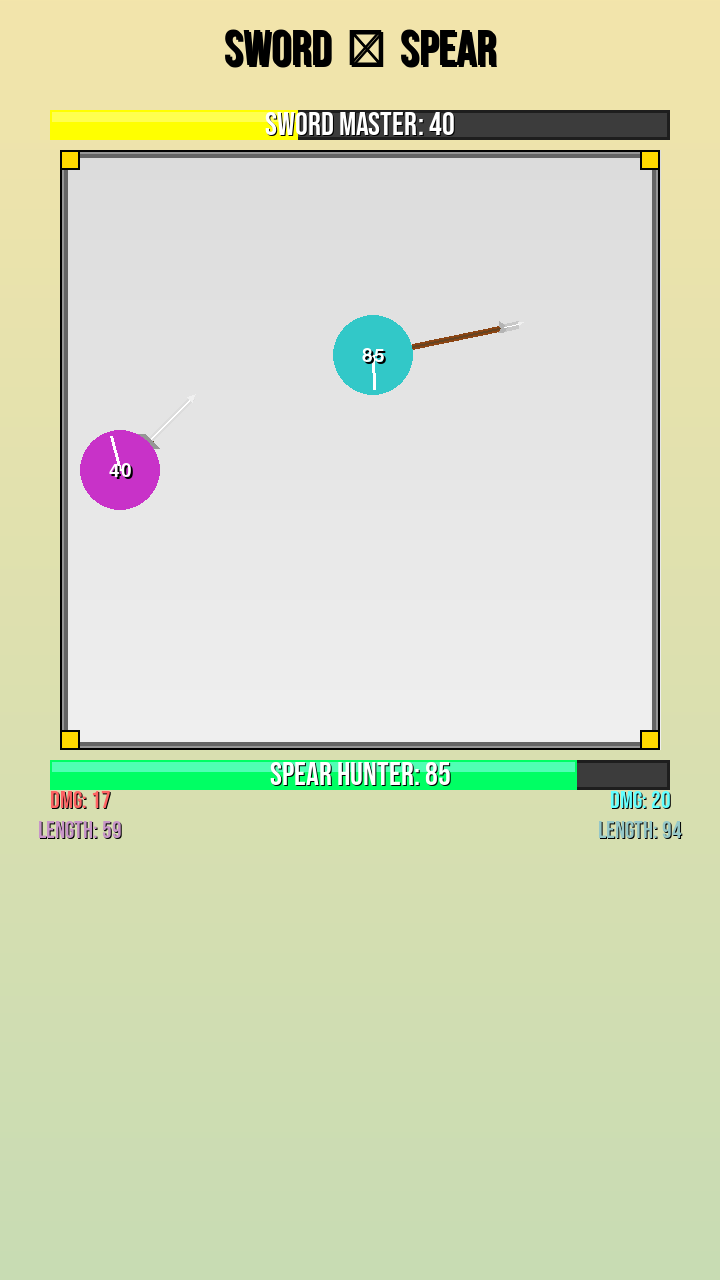 SWORD ☒ SPEAR
SWORD MASTER: 40
85
40
SPEAR HUNTER: 85
DMG: 17 DMG: 20
LENGTH: 59 LENGTH: 94